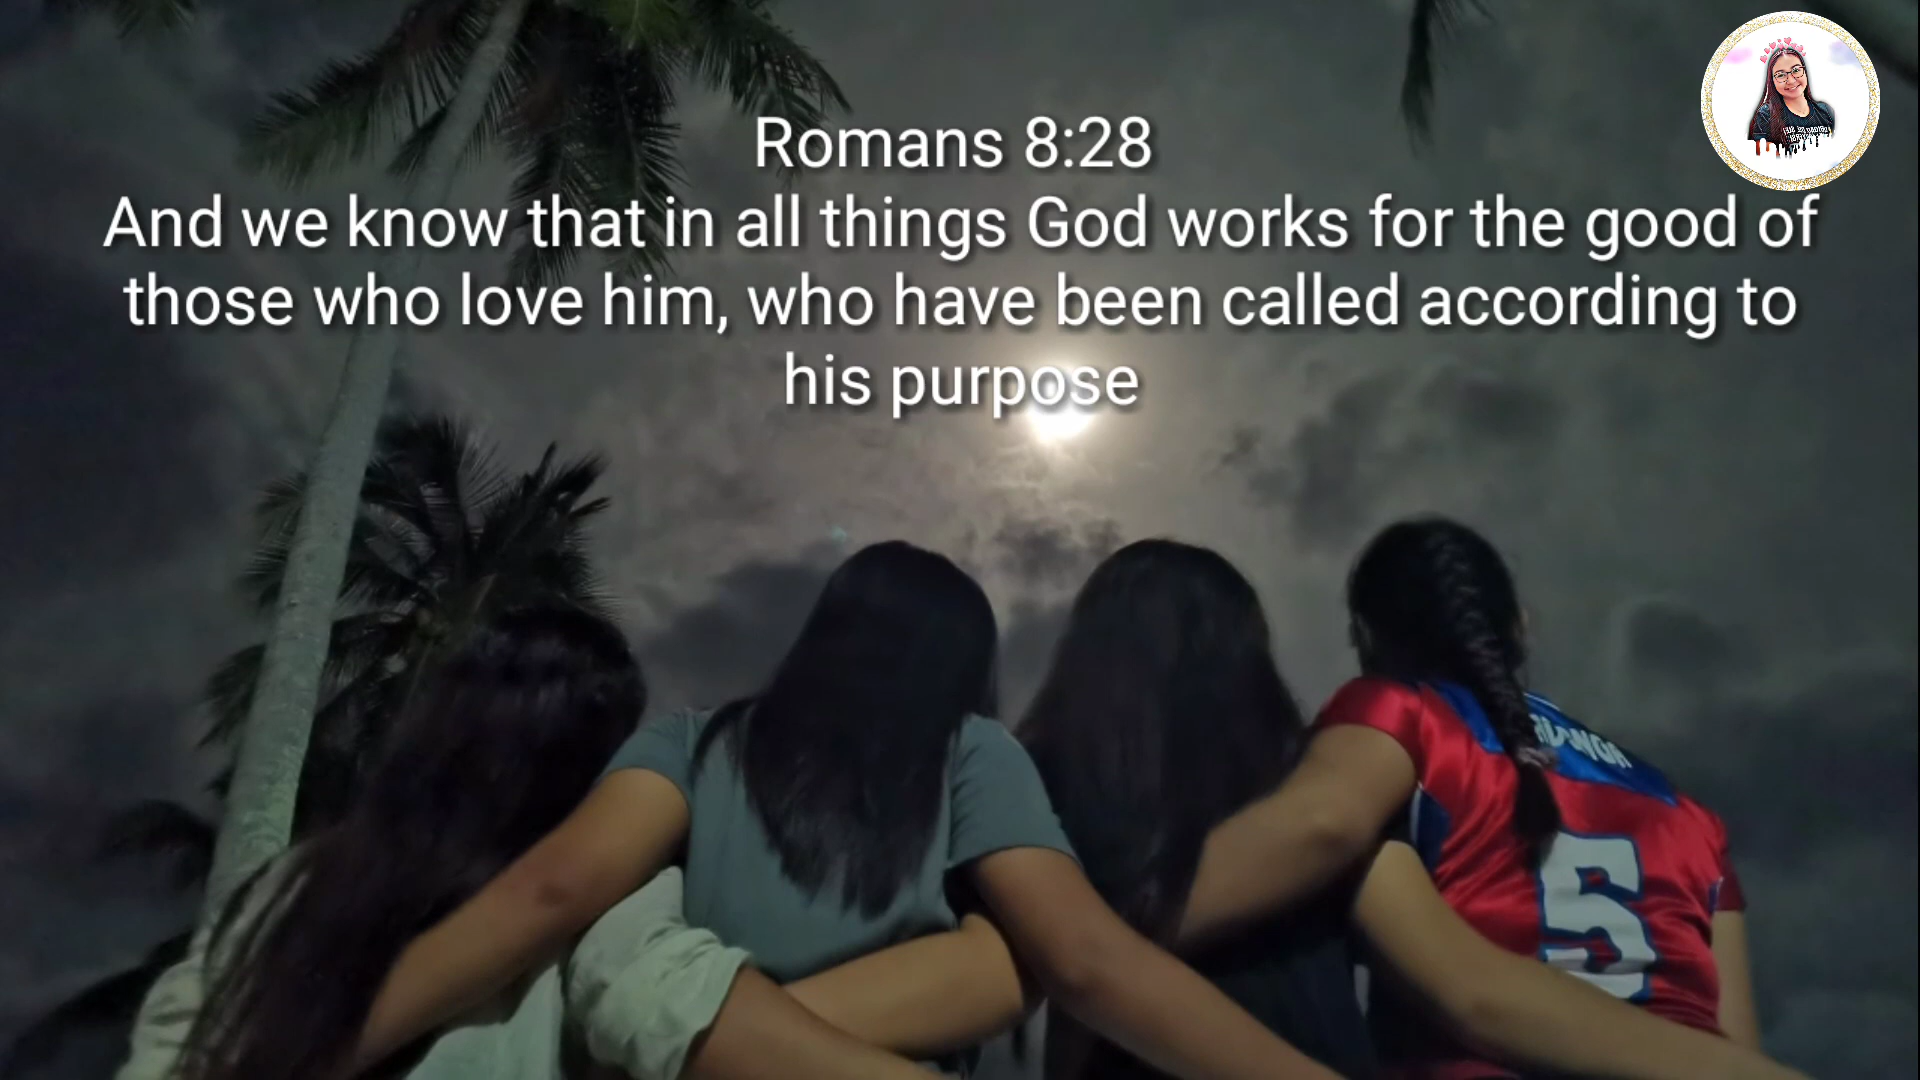 Romans 8:28
And we know that in all things God works for the good of
those who love him, who have been called according to
his purpose
5